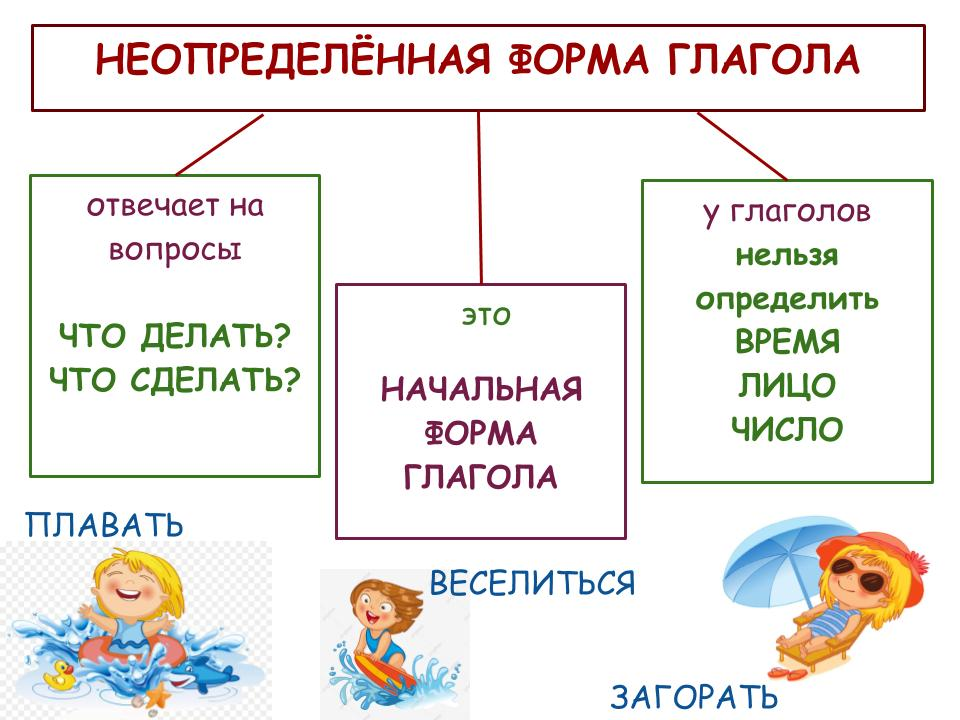 НЕОПРЕДЕЛЁННАЯ ФОРМА ГЛАГОЛА
отвечает на
вопросы
ЧТО ДЕЛАТЬ?
ЧТО СДЕЛАТЬ?
это
НАЧАЛЬНАЯ
ФОРМА
ГЛАГОЛА
у глаголов
нельзя
определить
ВРЕМЯ
ЛИЦО
ЧИСЛО
ПЛАВАТЬ
ВЕСЕЛИТЬСЯ
ЗАГОРАТЬ